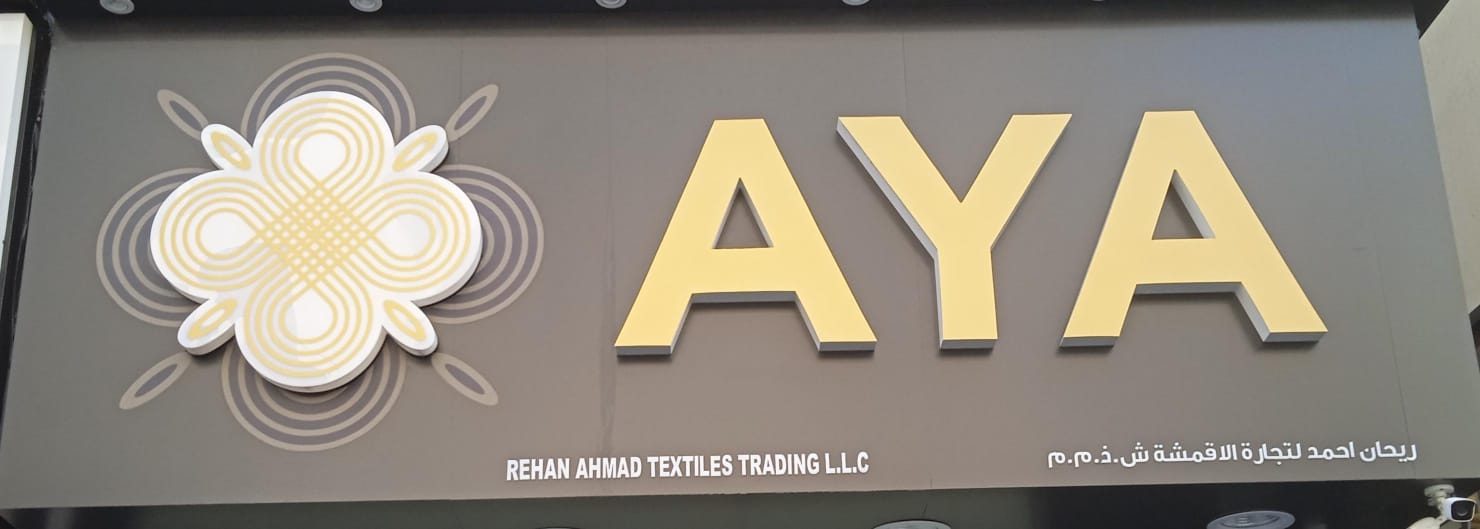 AYA
REHAN AHMAD TEXTILES TRADING L.L.C
ريحان احمد لتجارة الاقمشة ش.ذ.م.م